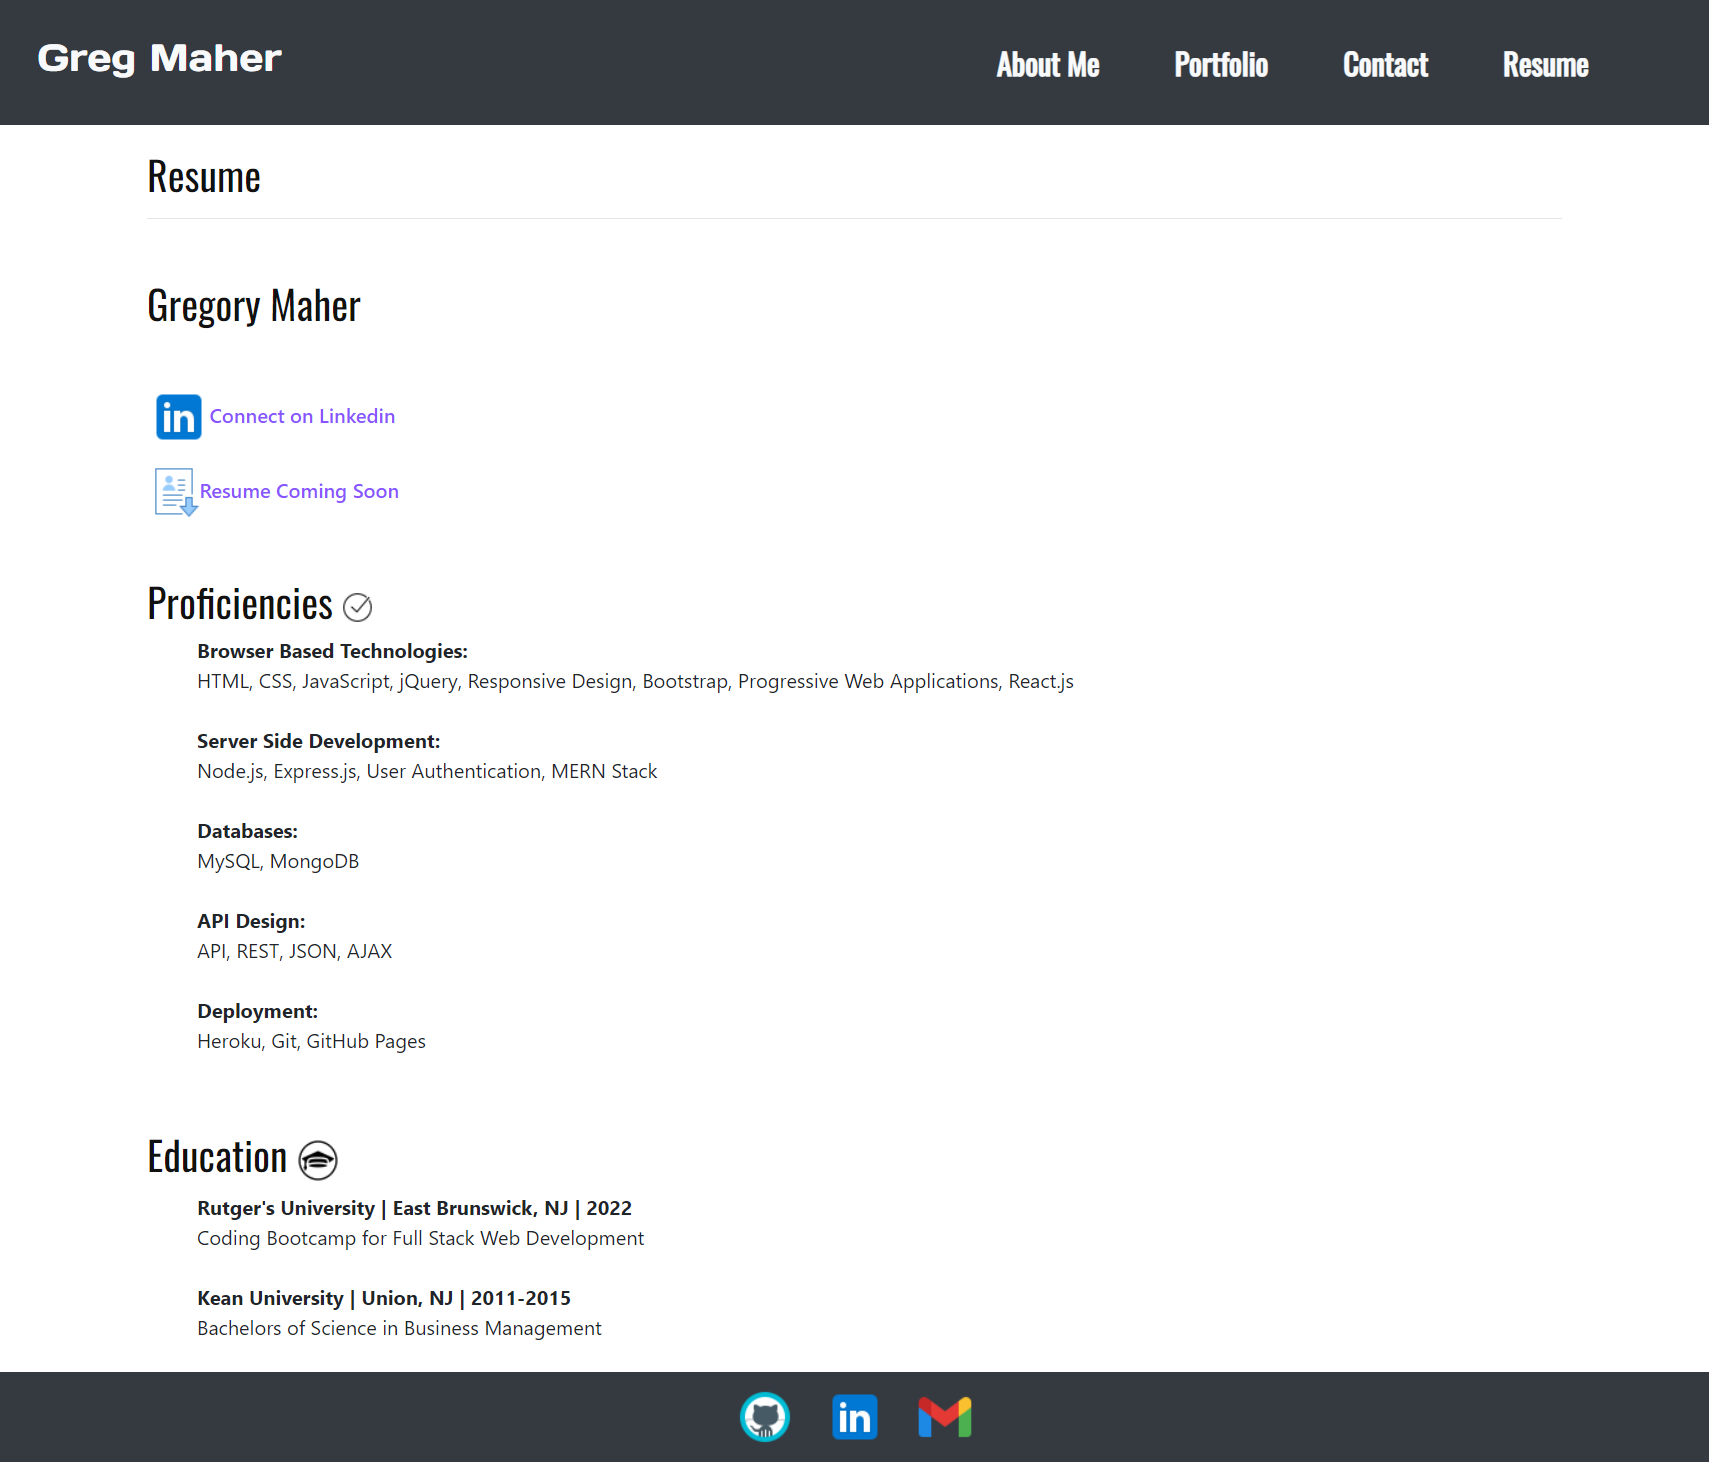 Greg Maher
About Me Portfolio Contact Resume
Resume
Gregory Maher
in Connect on Linkedin
Resume Coming Soon
Proficiencies
Browser Based Technologies:
HTML, CSS, JavaScript, jQuery, Responsive Design, Bootstrap, Progressive Web Applications, React.js
Server Side Development:
Node.js, Express.js, User Authentication, MERN Stack
Databases:
MySQL, MongoDB
API Design:
API, REST, JSON, AJAX
Deployment:
Heroku, Git, GitHub Pages
Education
Rutger's University | East Brunswick, NJ | 2022
Coding Bootcamp for Full Stack Web Development
Kean University | Union, NJ | 2011-2015
Bachelors of Science in Business Management
in